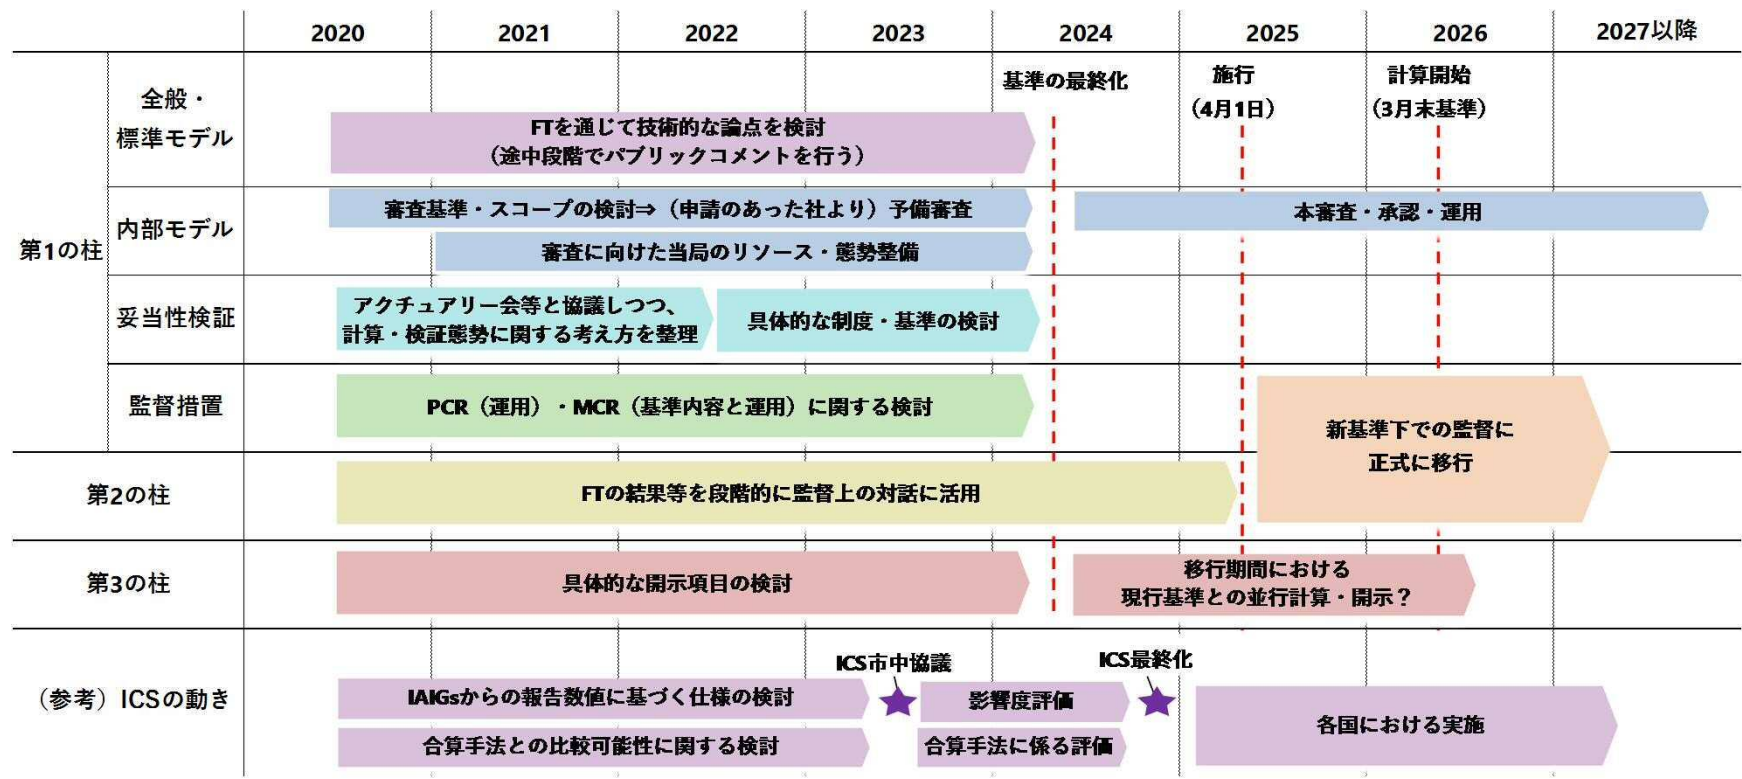 2020 2021 2022 2023 2024 2025 2026 2027以降
基準の最終化
施行
（4月1日）
計算開始
（3月末基準）
第1の柱
全般・
標準モデル
FTを通じて技術的な論点を検討
（途中段階でパブリックコメントを行う）
内部モデル
審査基準・スコープの検討⇒（申請のあった社より）予備審査
本審査・承認・運用
審査に向けた当局のリソース・態勢整備
妥当性検証
アクチュアリー会等と協議しつつ、
計算・検証態勢に関する考え方を整理
具体的な制度・基準の検討
監督措置
PCR（運用）・MCR（基準内容と運用）に関する検討
新基準下での監督に
正式に移行
第2の柱
FTの結果等を段階的に監督上の対話に活用
第3の柱
具体的な開示項目の検討
移行期間における
現行基準との並行計算・開示？
（参考）ICSの動き
ICS市中協議
ICS最終化
IAIGsからの報告数値に基づく仕様の検討
影響度評価
各国における実施
合算手法との比較可能性に関する検討
合算手法に係る評価